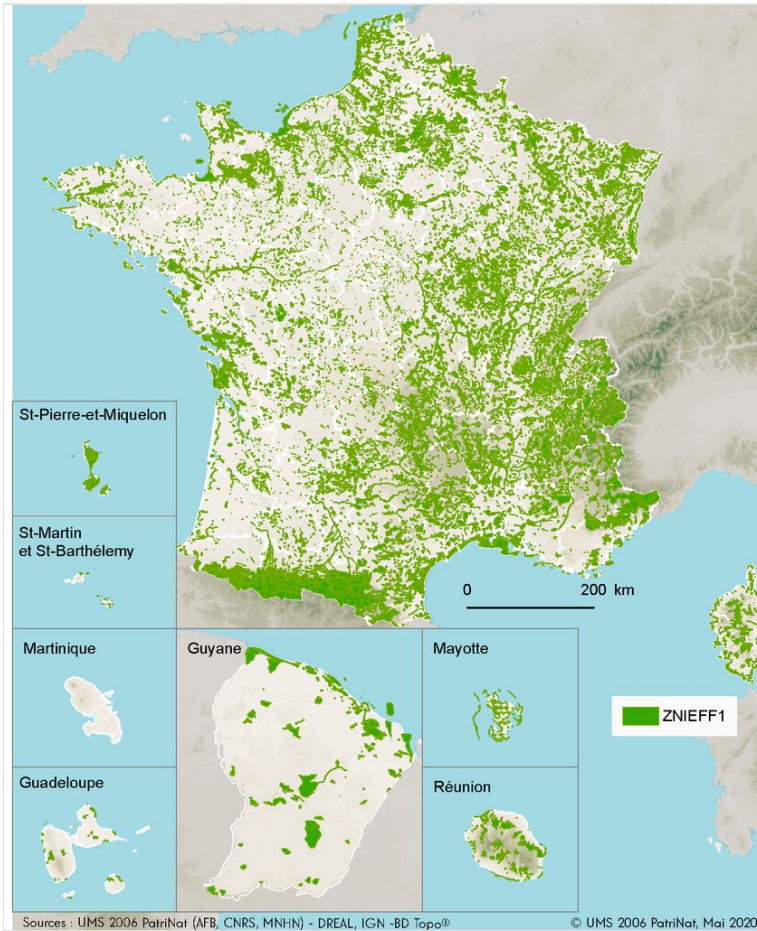 St-Pierre-et-Miquelon
St-Martin
et St-Barthélemy
0 200 km
Martinique
Guyane
Mayotte
ZNIEFF1
Guadeloupe
Réunion
Sources : UMS 2006 PatriNat (AFB, CNRS, MNHN) - DREAL, IGN -BD Topo® © UMS 2006 PatriNat, Mai 2020